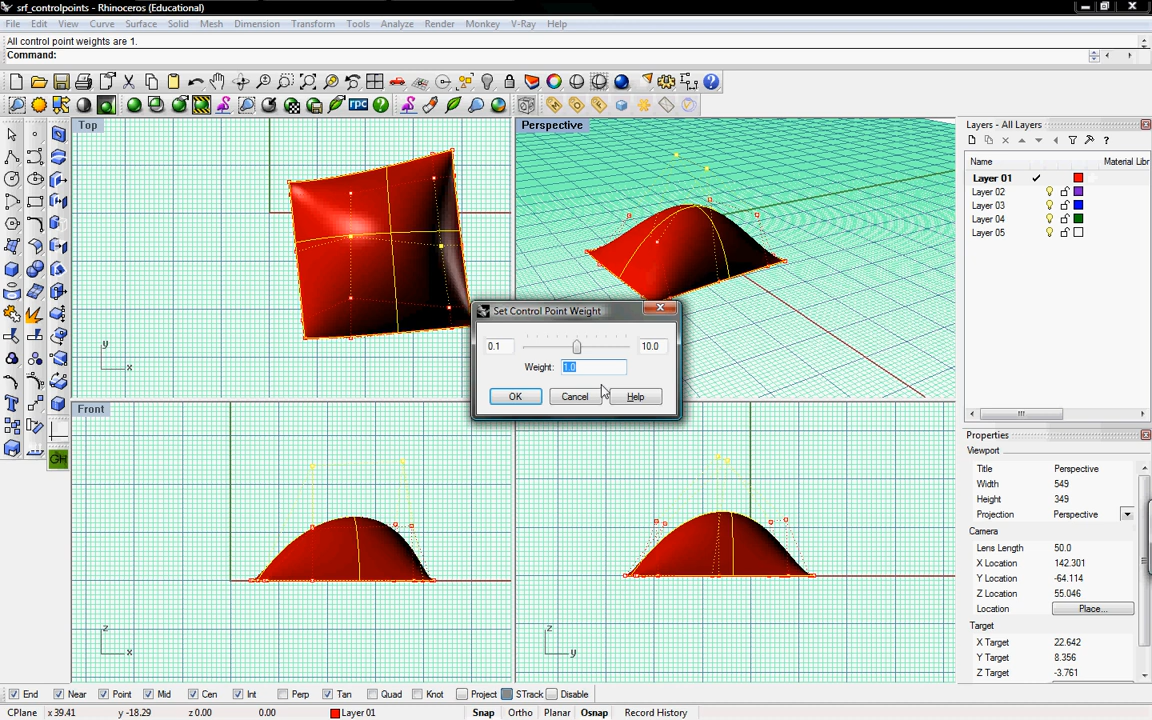 srf_controlpoints - Rhinoceros (Educational)
File Edit View Curve Surface Solid Mesh Dimension Transform Tools Analyze Render Monkey V-Ray Help
All control point weights are 1.
Command:
rpc
Top
Perspective
Layers - All Layers
Name Material Libr
Layer 01
Layer 02
Layer 03
Layer 04
Layer 05
y
x
Set Control Point Weight
0.1 10.0
Weight: 1.0
OK Cancel Help
Front
z
x
z
y
GH
Properties
Viewport
Title Perspective
Width 549
Height 349
Projection Perspective
Camera
Lens Length 50.0
X Location 142.301
Y Location -64.114
Z Location 55.046
Location Place...
Target
X Target 22.642
Y Target 8.356
Z Target -3.761
End Near Point Mid Cen Int Perp Tan Quad Knot Project STrack Disable
CPlane x 39.41 y -18.29 z 0.00 0.00 Layer 01 Snap Ortho Planar Osnap Record History